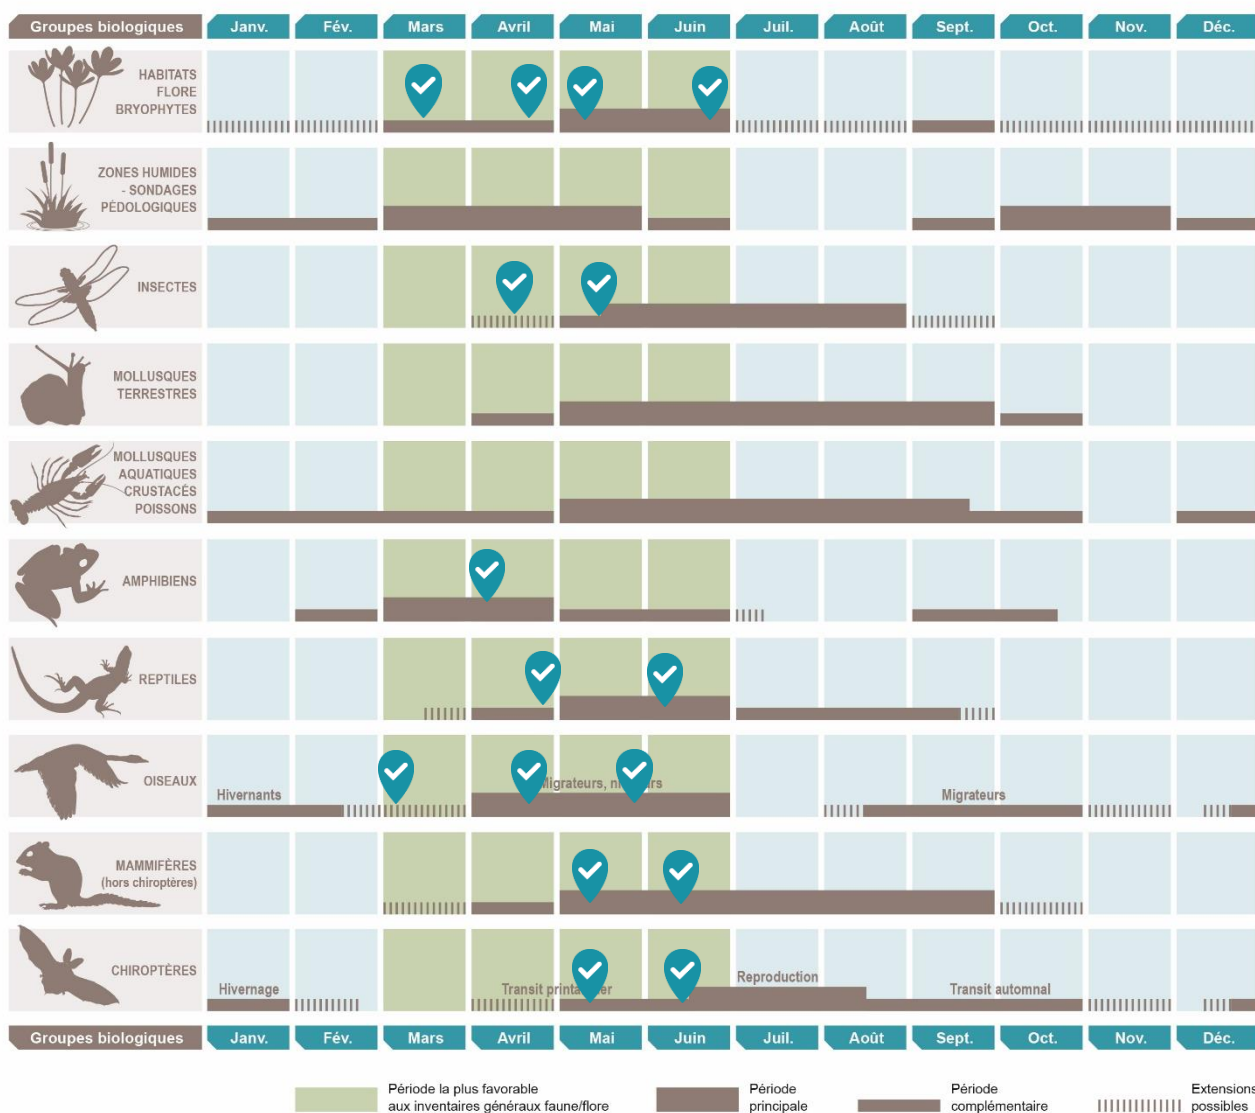 Groupes biologiques Janv. Fév. Mars Avril Mai Juin Juil. Août Sept. Oct. Nov. Déc.
HABITATS
FLORE
BRYOPHYTES
ZONES HUMIDES
- SONDAGES
PÉDOLOGIQUES
INSECTES
MOLLUSQUES
TERRESTRES
MOLLUSQUES
AQUATIQUES
CRUSTACÉS
POISSONS
AMPHIBIENS
REPTILES
OISEAUX
Hivernants
Migrateurs,
Migrateurs
MAMMIFÈRES
(hors chiroptères)
CHIROPTÈRES
Hivernage
Transit
Reproduction
Transit automnal
Groupes biologiques Janv. Fév. Mars Avril Mai Juin Juil. Août Sept. Oct. Nov. Déc.
Période la plus favorable
aux inventaires généraux faune/flore
Période
principale
Période
complémentaire
Extensions
possibles